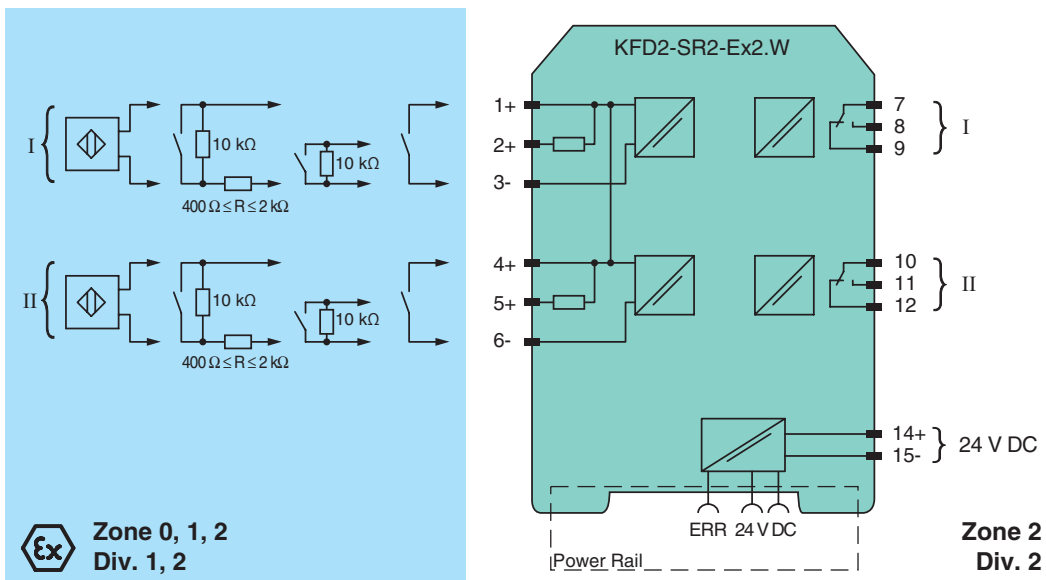 KFD2-SR2-Ex2.W
I
10 kΩ
400 Ω ≤ R ≤ 2 kΩ
10 kΩ
II
10 kΩ
400 Ω ≤ R ≤ 2 kΩ
10 kΩ
1+
2+
3-
4+
5+
6-
7
8
9
I
10
11
12
II
14+
15-
24 V DC
ERR 24 V DC
Power Rail
Ex
Zone 0, 1, 2
Div. 1, 2
Zone 2
Div. 2